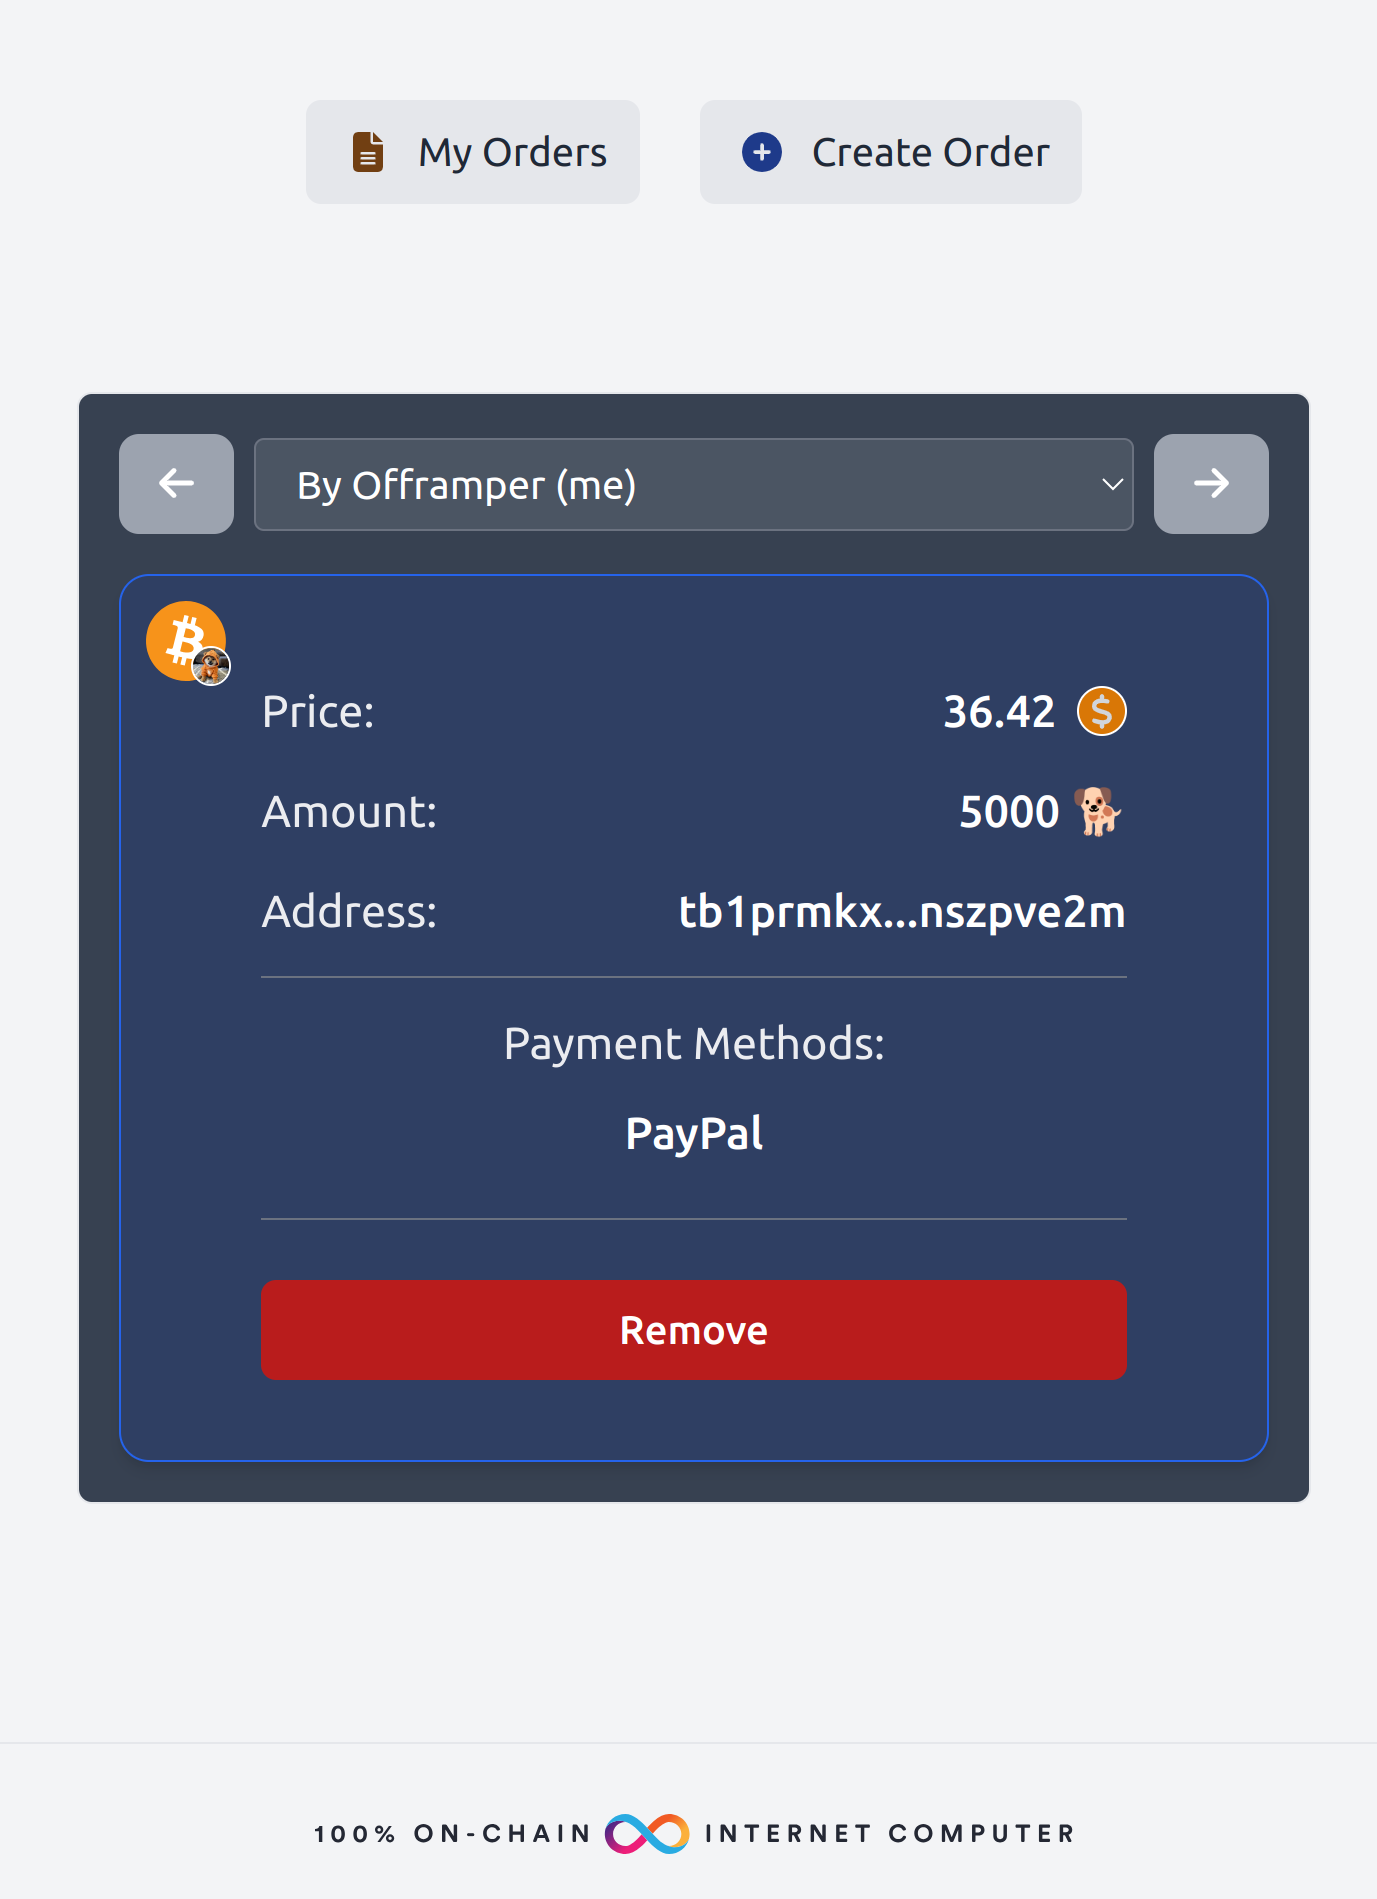 My Orders
Create Order
By Offramper (me)
Price:
36.42
Amount:
5000 🐕
Address:
tb1prmkx...nszpve2m
Payment Methods:
PayPal
Remove
100% ON-CHAIN INTERNET COMPUTER